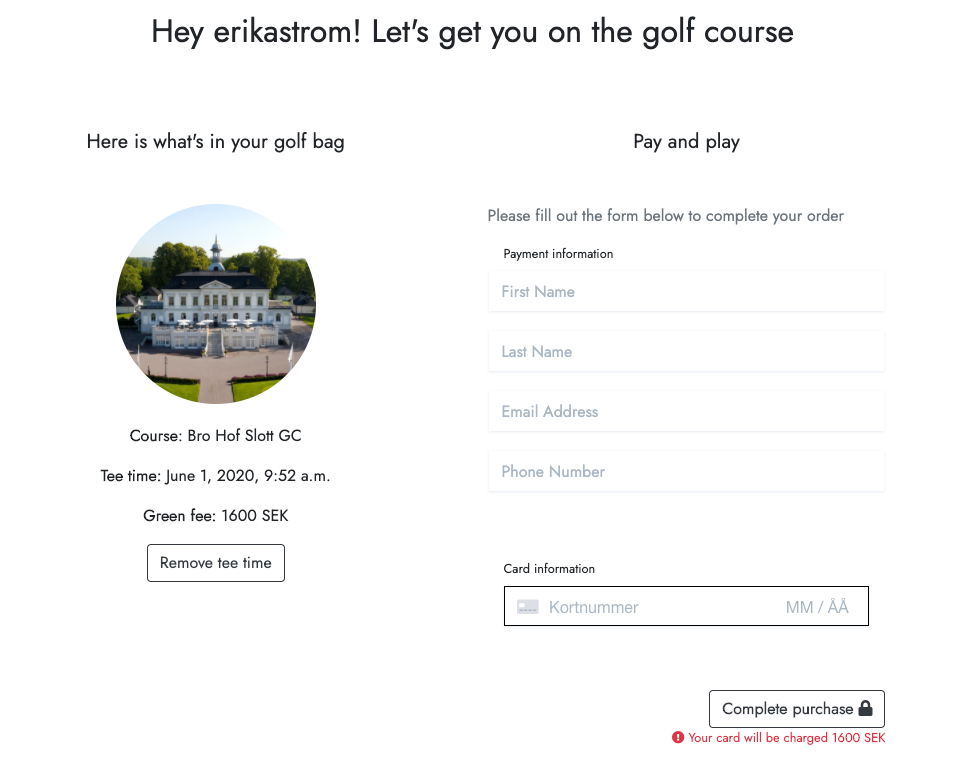 Hey erikastrom! Let's get you on the golf course
Here is what's in your golf bag
Course: Bro Hof Slott GC
Tee time: June 1, 2020, 9:52 a.m.
Green fee: 1600 SEK
Remove tee time
Pay and play
Please fill out the form below to complete your order
Payment information
First Name
Last Name
Email Address
Phone Number
Card information
Kortnummer MM / ÅÅ
Complete purchase
Your card will be charged 1600 SEK